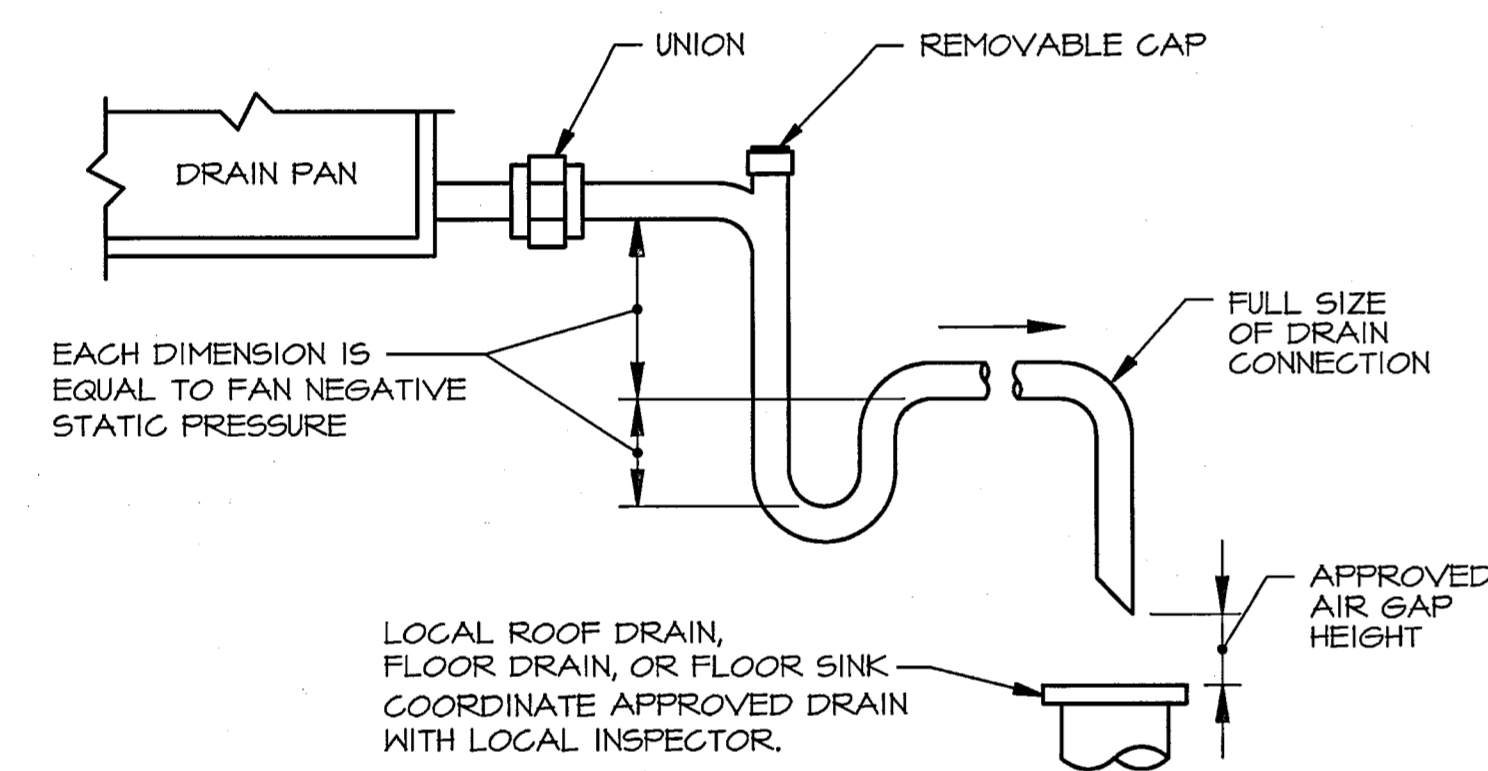 UNION
REMOVABLE CAP
DRAIN PAN
FULL SIZE
OF DRAIN
CONNECTION
EACH DIMENSION IS
EQUAL TO FAN NEGATIVE
STATIC PRESSURE
APPROVED
AIR GAP
HEIGHT
LOCAL ROOF DRAIN,
FLOOR DRAIN, OR FLOOR SINK
COORDINATE APPROVED DRAIN
WITH LOCAL INSPECTOR.